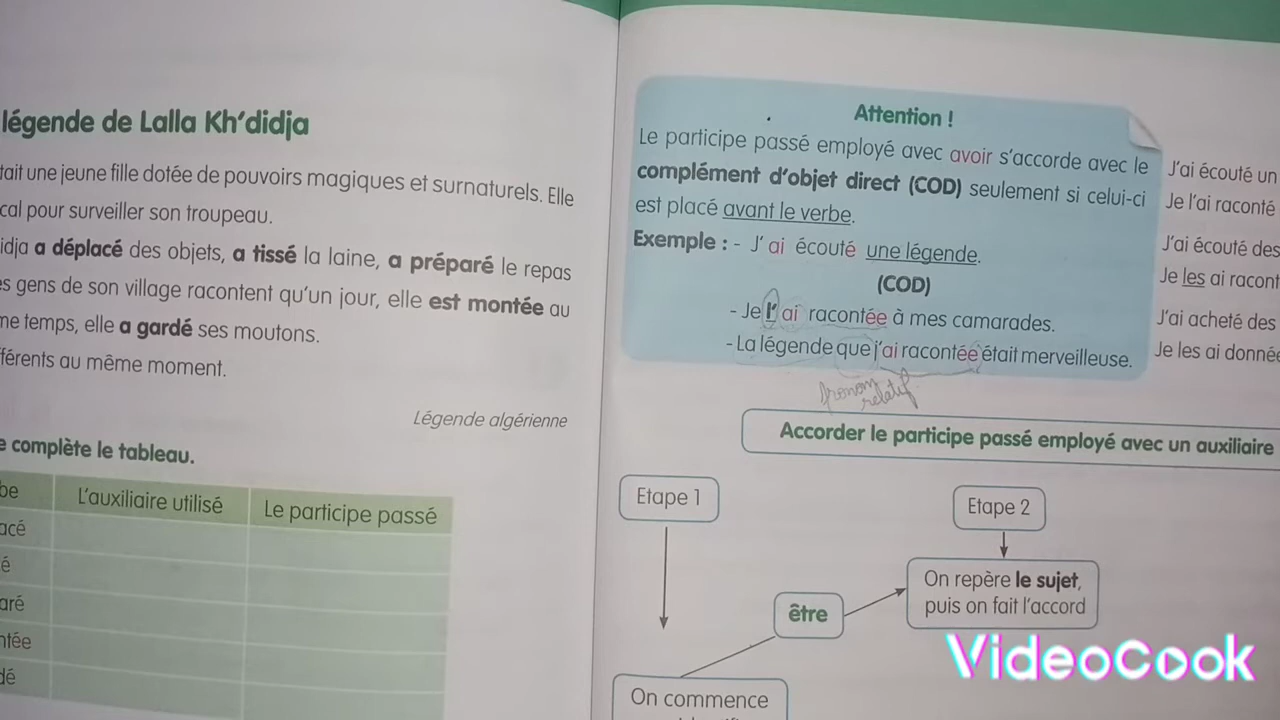 légende de Lalla Kh'didja
tait une jeune fille dotée de pouvoirs magiques et surnaturels. Elle
cal pour surveiller son troupeau.
idja a déplacé des objets, a tissé la laine, a préparé le repas
es gens de son village racontent qu'un jour, elle est montée au
me temps, elle a gardé ses moutons.
fférents au même moment.
Légende algérienne
e complète le tableau.
be L'auxiliaire utilisé Le participe passé
acé
é
aré
ntée
dé
Attention !
Le participe passé employé avec avoir s'accorde avec le
complément d'objet direct (COD) seulement si celui-ci
est placé avant le verbe.
Exemple : - J' ai écouté une légende.
(COD)
- Je l' ai racontée à mes camarades.
- La légende que j'ai racontée était merveilleuse.
pronom
relatif
J'ai écouté un
Je l'ai raconté
J'ai écouté des
Je les ai racont
J'ai acheté des
Je les ai donnée
Accorder le participe passé employé avec un auxiliaire
Etape 1
Etape 2
On repère le sujet,
puis on fait l'accord
être
On commence
VideoCook